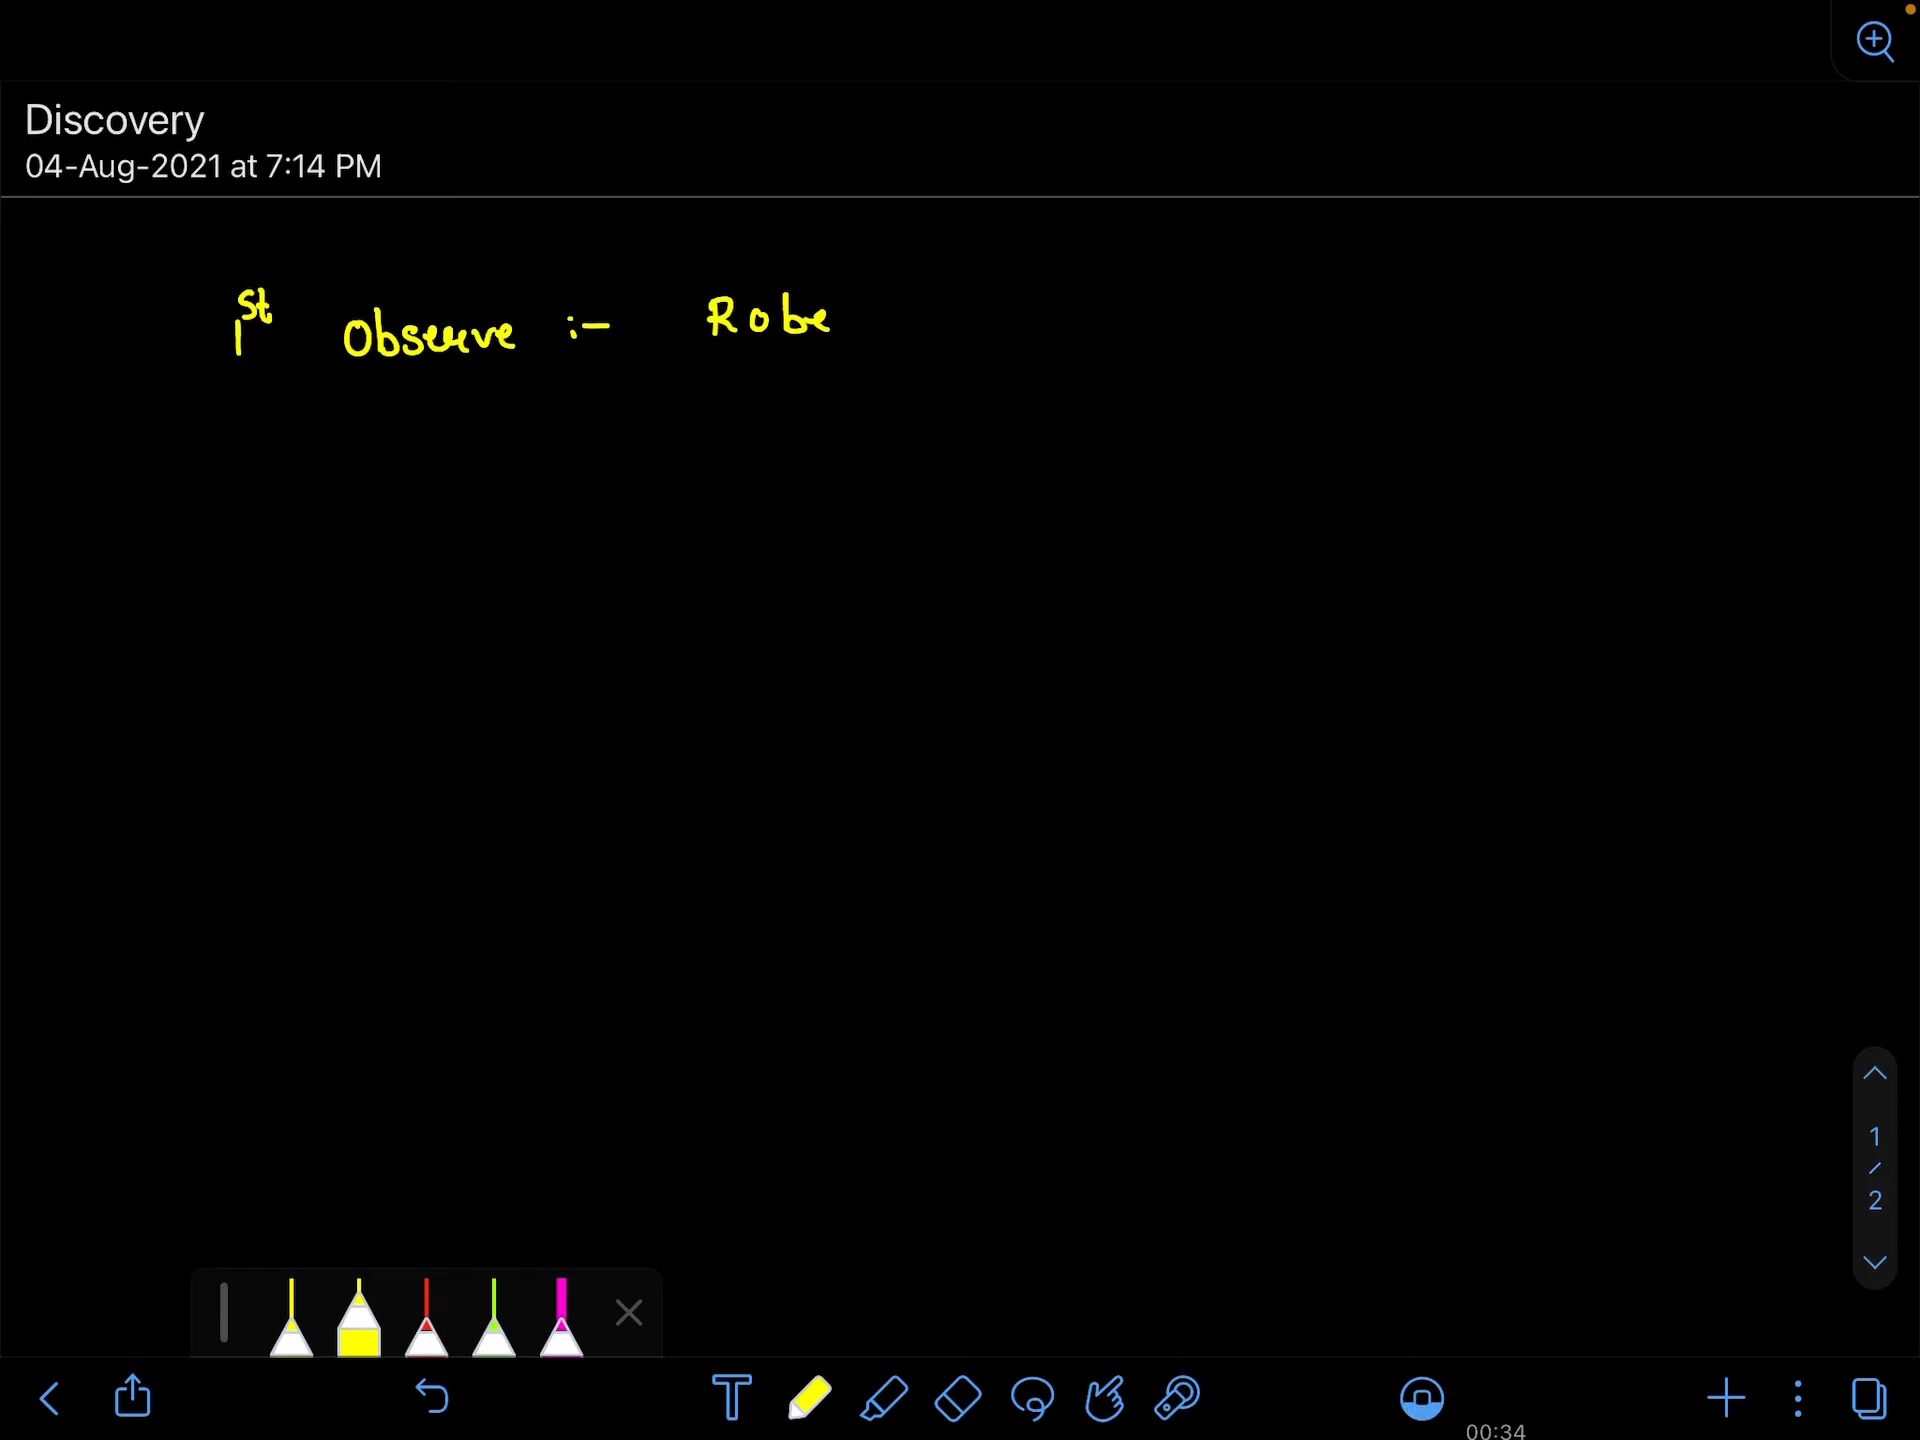 Discovery
04-Aug-2021 at 7:14 PM
1st Observe :- Robe
1
/
2
00:34